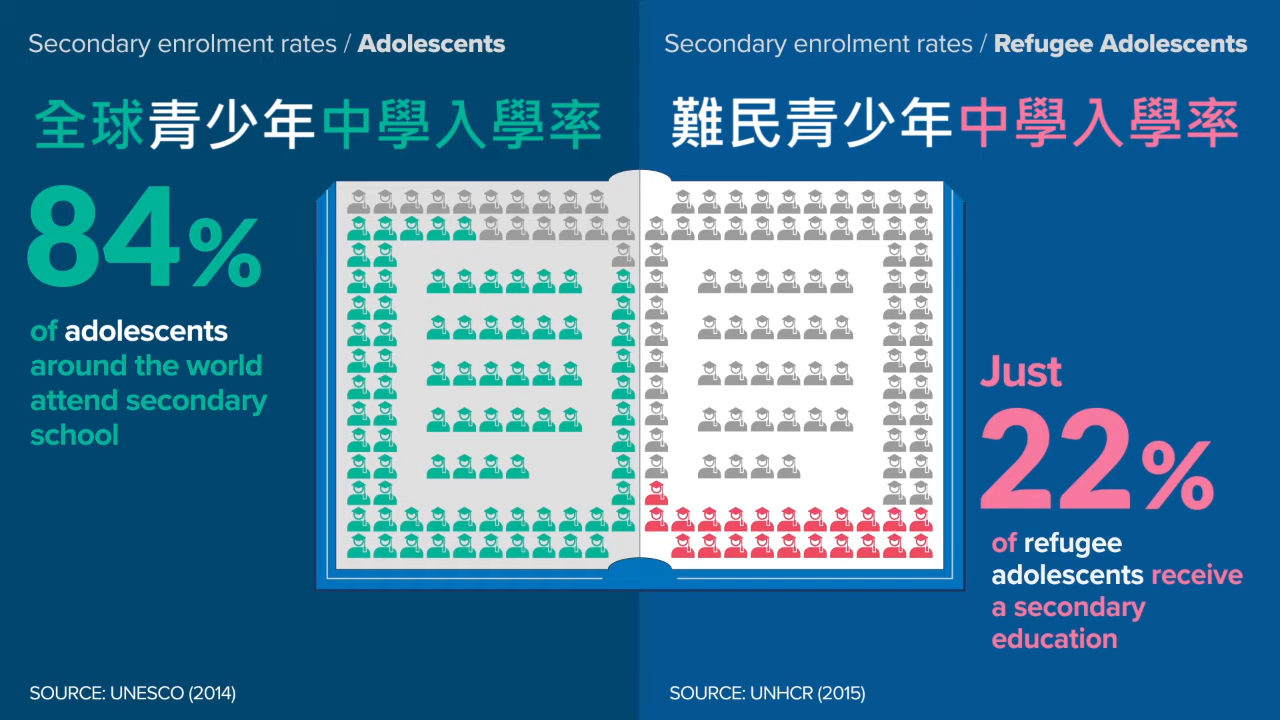 Secondary enrolment rates / Adolescents
全球青少年中學入學率
84%
of adolescents
around the world
attend secondary
school
SOURCE: UNESCO (2014)
Secondary enrolment rates / Refugee Adolescents
難民青少年中學入學率
Just
22%
of refugee
adolescents receive
a secondary
education
SOURCE: UNHCR (2015)